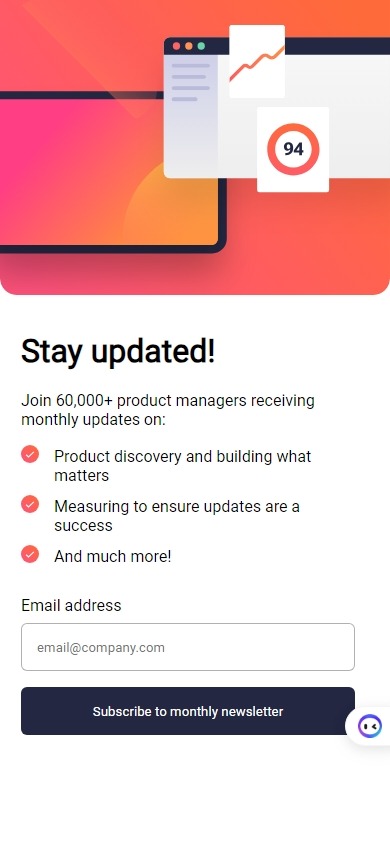 94
Stay updated!
Join 60,000+ product managers receiving
monthly updates on:
Product discovery and building what
matters
Measuring to ensure updates are a
success
And much more!
Email address
email@company.com
Subscribe to monthly newsletter